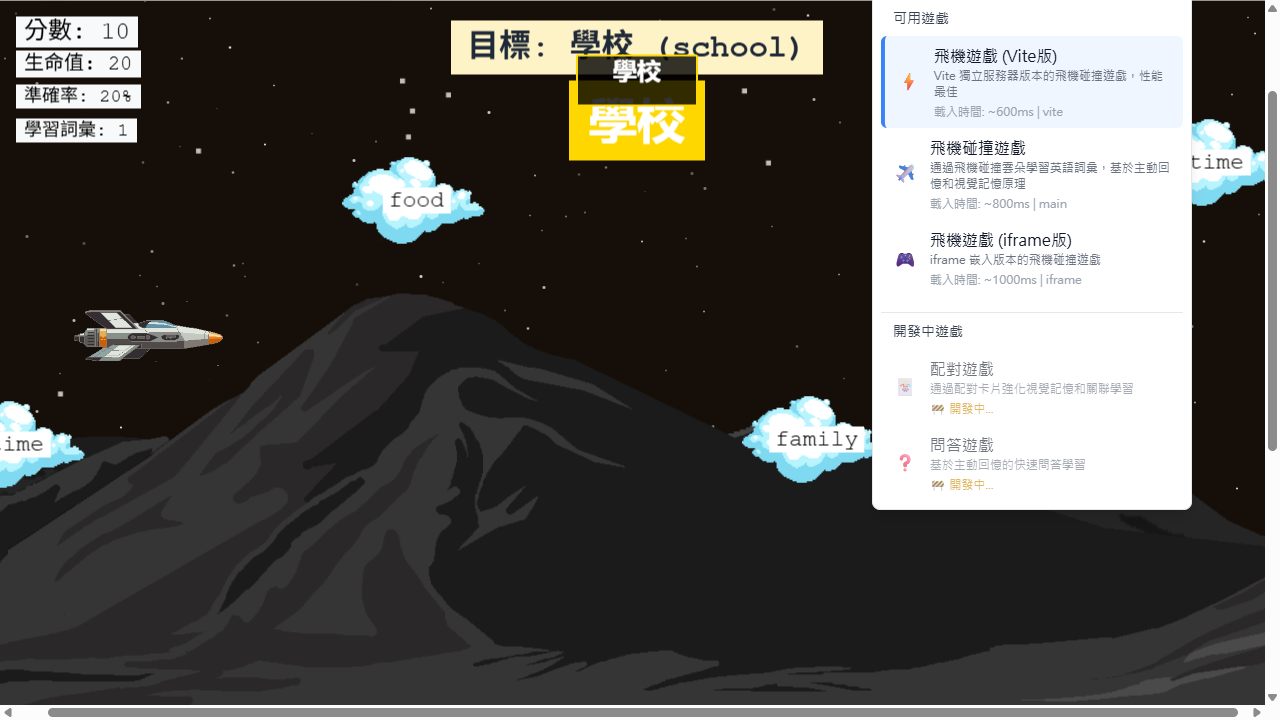 分數: 10
生命值: 20
準確率: 20%
學習詞彙: 1
目標: 學校 (school)
學校
學校
food
time
family
可用遊戲
飛機遊戲 (Vite版)
Vite 獨立服務器版本的飛機碰撞遊戲，性能
最佳
載入時間: ~600ms | vite
飛機碰撞遊戲
通過飛機碰撞雲朵學習英語詞彙，基於主動回
憶和視覺記憶原理
載入時間: ~800ms | main
飛機遊戲 (iframe版)
iframe 嵌入版本的飛機碰撞遊戲
載入時間: ~1000ms | iframe
開發中遊戲
配對遊戲
通過配對卡片強化視覺記憶和關聯學習
開發中...
問答遊戲
基於主動回憶的快速問答學習
開發中...